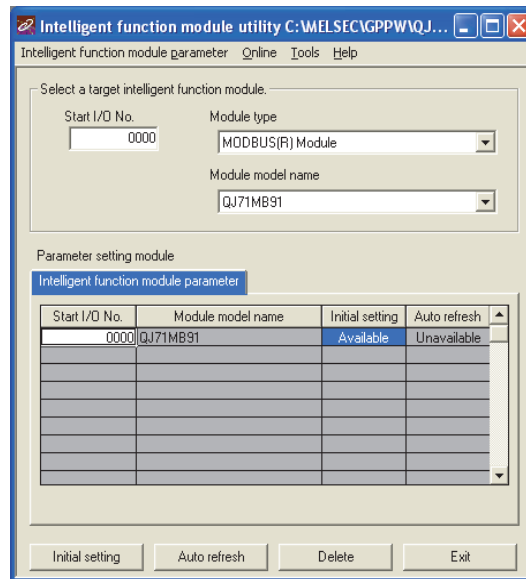 Intelligent function module utility C:\MELSEC\GPPW\QJ...
Intelligent function module parameter Online Tools Help
Select a target intelligent function module.
Start I/O No. Module type
0000 MODBUS(R) Module
Module model name
QJ71MB91
Parameter setting module
Intelligent function module parameter
Start I/O No. Module model name Initial setting Auto refresh
0000 QJ71MB91 Available Unavailable
Initial setting Auto refresh Delete Exit